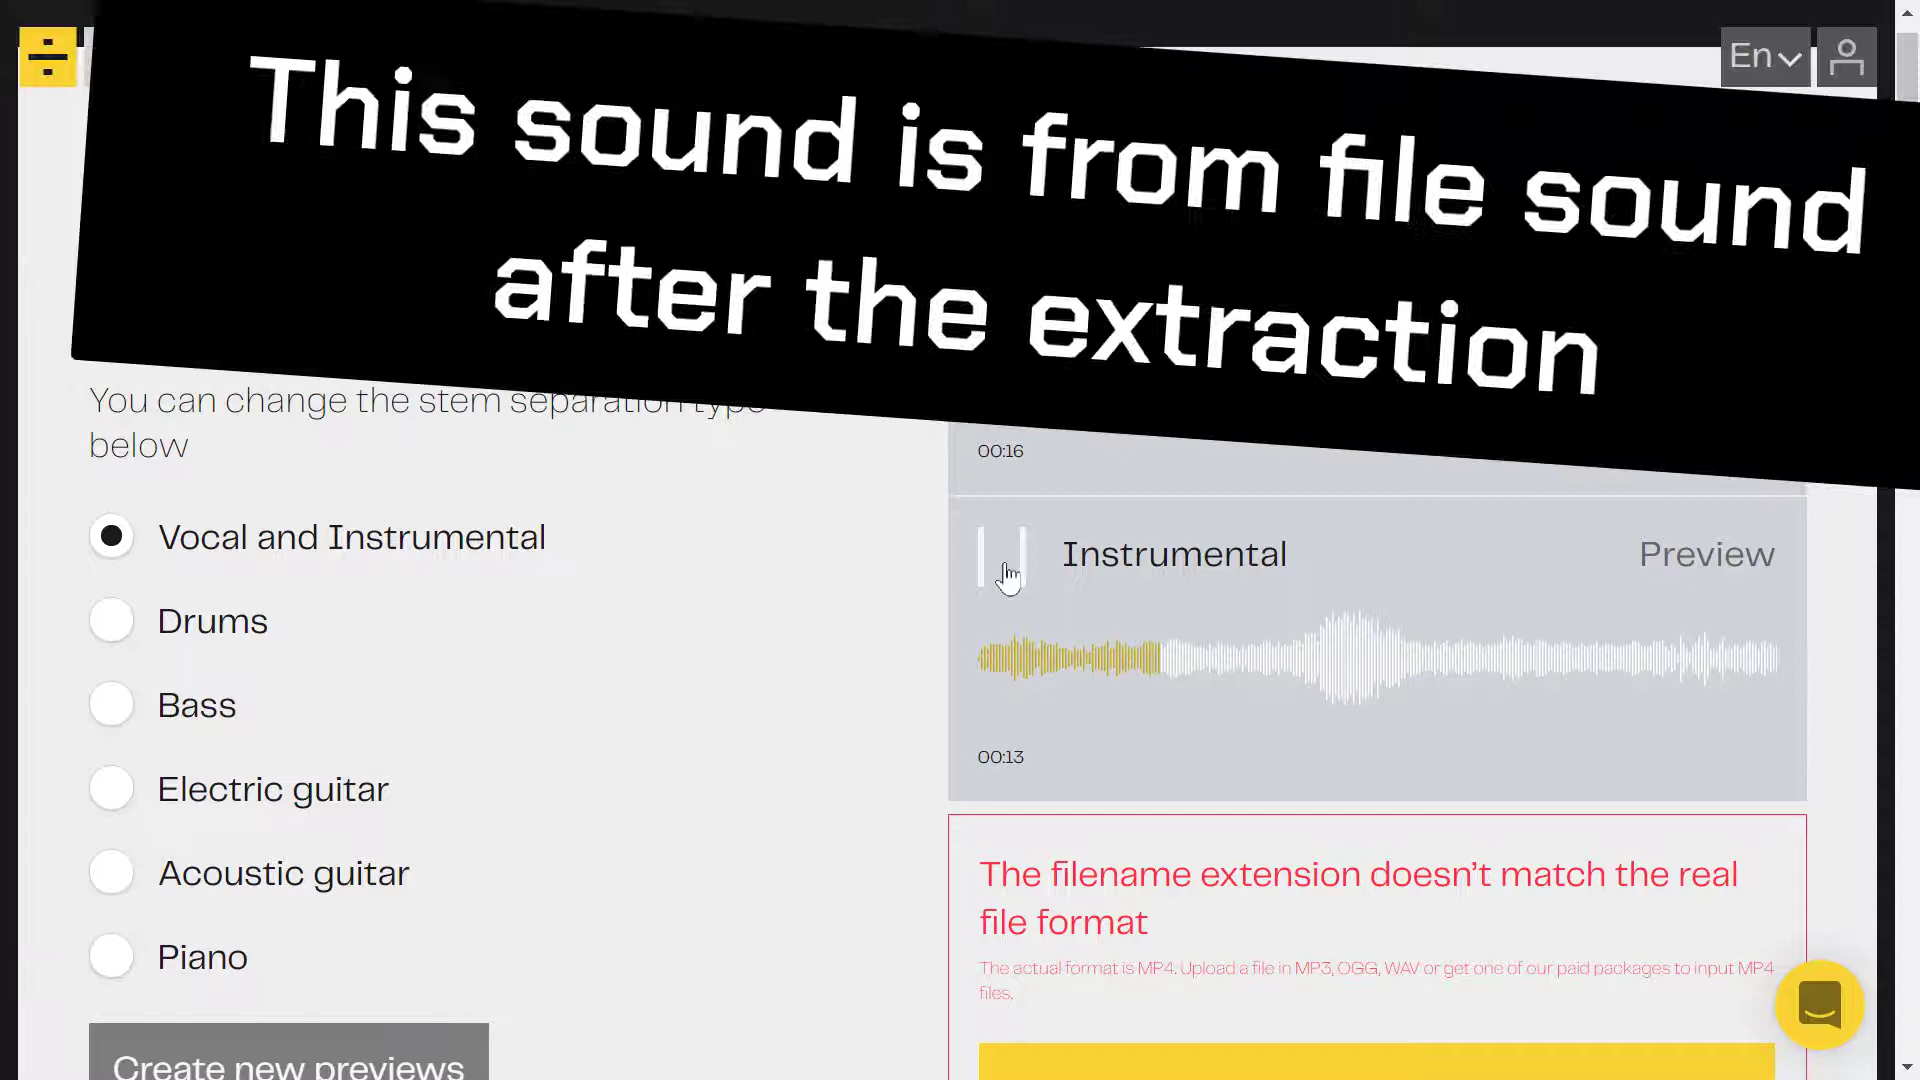 En
This sound is from file sound
after the extraction
You can change the stem separation type
below
Vocal and Instrumental
Drums
Bass
Electric guitar
Acoustic guitar
Piano
Create new previews
00:16
Instrumental
Preview
00:13
The filename extension doesn’t match the real
file format
The actual format is MP4. Upload a file in MP3, OGG, WAV or get one of our paid packages to input MP4
files.